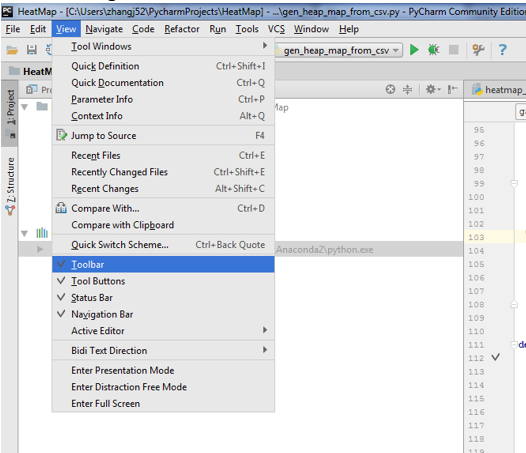 HeatMap - [C:\Users\zhangj52\PycharmProjects\HeatMap] - ...\gen_heap_map_from_csv.py - PyCharm Community Edition
File Edit View Navigate Code Refactor Run Tools VCS Window Help
gen_heap_map_from_csv
HeatM
Tool Windows
Quick Definition Ctrl+Shift+I
Quick Documentation Ctrl+Q
Parameter Info Ctrl+P
Context Info Alt+Q
Jump to Source F4
Recent Files Ctrl+E
Recently Changed Files Ctrl+Shift+E
Recent Changes Alt+Shift+C
Compare With... Ctrl+D
Compare with Clipboard
Quick Switch Scheme... Ctrl+Back Quote
Toolbar
Tool Buttons
Status Bar
Navigation Bar
Active Editor
Bidi Text Direction
Enter Presentation Mode
Enter Distraction Free Mode
Enter Full Screen
1: Project
7: Structure
Pr
Map
Anaconda2\python.exe
heatmap_
g
95
96
97
98
99
100
101
102
103
104
105
106
107
108
109
110
111 de
112
113
114
115
116
117
118
119